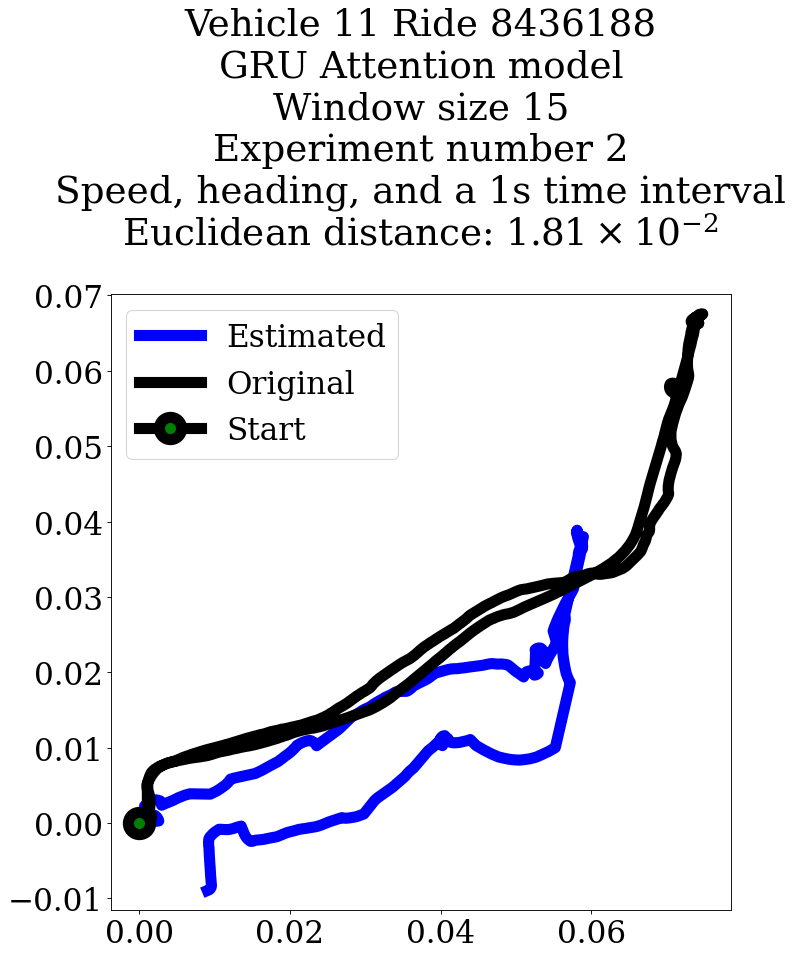 Vehicle 11 Ride 8436188
GRU Attention model
Window size 15
Experiment number 2
Speed, heading, and a 1s time interval
Euclidean distance: 1.81 × 10⁻²
0.07
0.06
0.05
0.04
0.03
0.02
0.01
0.00
−0.01
Estimated
Original
Start
0.00 0.02 0.04 0.06